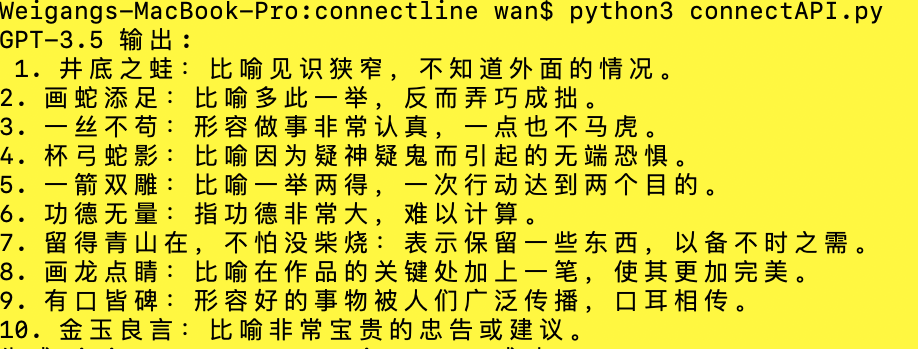 Weigangs-MacBook-Pro:connectline wan$ python3 connectAPI.py
GPT-3.5 输出:
1. 井底之蛙：比喻见识狭窄，不知道外面的情况。
2. 画蛇添足：比喻多此一举，反而弄巧成拙。
3. 一丝不苟：形容做事非常认真，一点也不马虎。
4. 杯弓蛇影：比喻因为疑神疑鬼而引起的无端恐惧。
5. 一箭双雕：比喻一举两得，一次行动达到两个目的。
6. 功德无量：指功德非常大，难以计算。
7. 留得青山在，不怕没柴烧：表示保留一些东西，以备不时之需。
8. 画龙点睛：比喻在作品的关键处加上一笔，使其更加完美。
9. 有口皆碑：形容好的事物被人们广泛传播，口耳相传。
10. 金玉良言：比喻非常宝贵的忠告或建议。